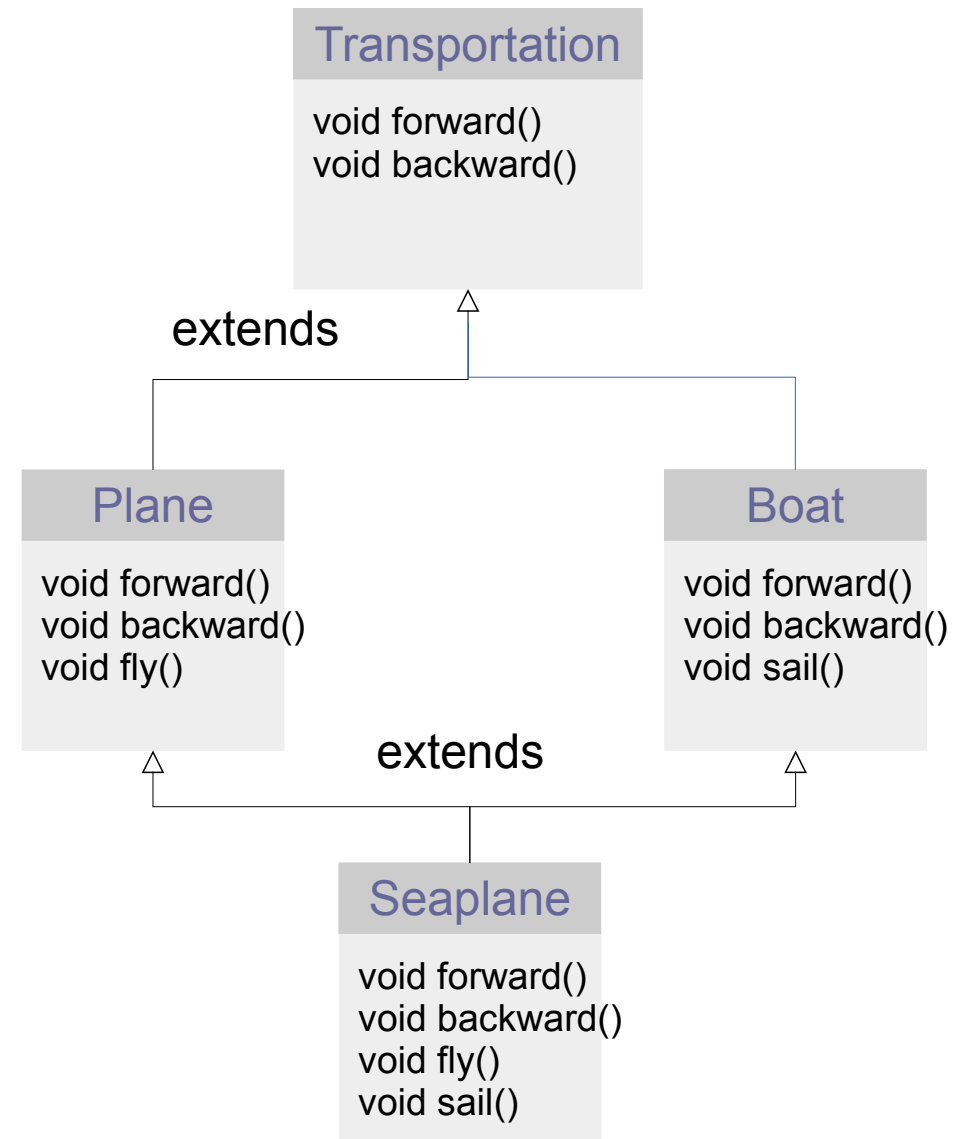 Transportation
void forward()
void backward()
extends
Plane
void forward()
void backward()
void fly()
Boat
void forward()
void backward()
void sail()
extends
Seaplane
void forward()
void backward()
void fly()
void sail()